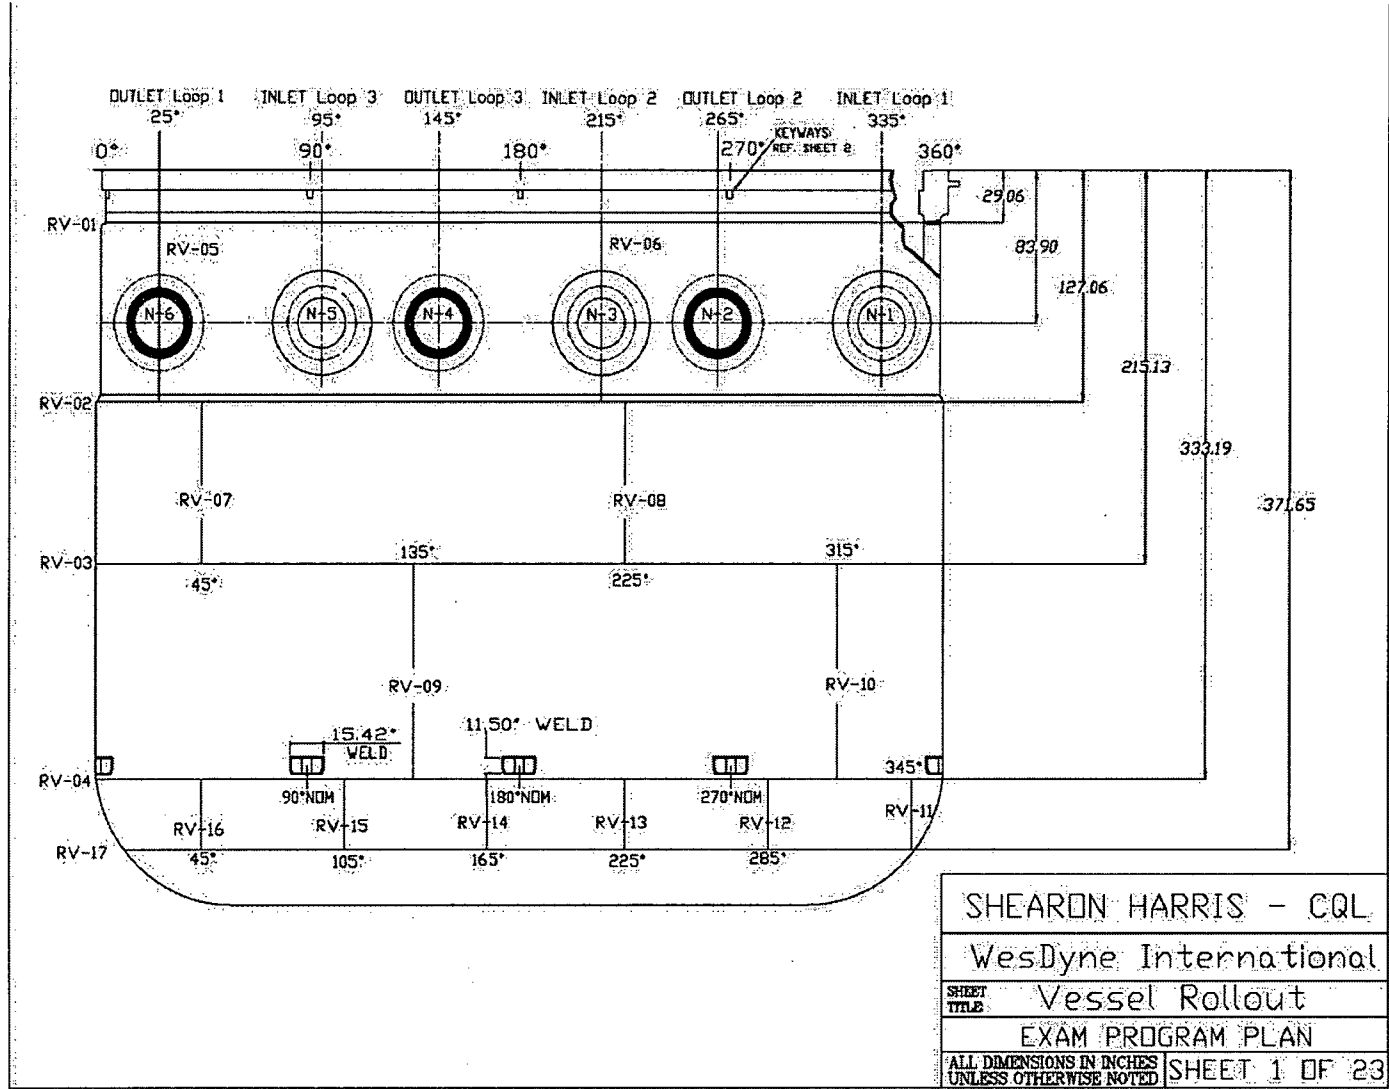 OUTLET Loop 1 INLET Loop 3 OUTLET Loop 3 INLET Loop 2 OUTLET Loop 2 INLET Loop 1
25° 95° 145° 215° 265° 335°
KEYWAYS
REF. SHEET 2
0° 90° 180° 270° 360°
29.06
RV-01
RV-05 RV-06 83.90
127.06
N-6 N-5 N-4 N-3 N-2 N-1
215.13
RV-02
333.19
RV-07 RV-08 371.65
135° 315°
RV-03
45° 225°
RV-09 RV-10
15.42° 11.50° WELD
WELD
345°
RV-04
90°NOM 180°NOM 270°NOM
RV-16 RV-15 RV-14 RV-13 RV-12 RV-11
RV-17 45° 105° 165° 225° 285°
SHEARON HARRIS - CQL
WesDyne International
SHEET
TITLE Vessel Rollout
EXAM PROGRAM PLAN
ALL DIMENSIONS IN INCHES
UNLESS OTHERWISE NOTED SHEET 1 OF 23